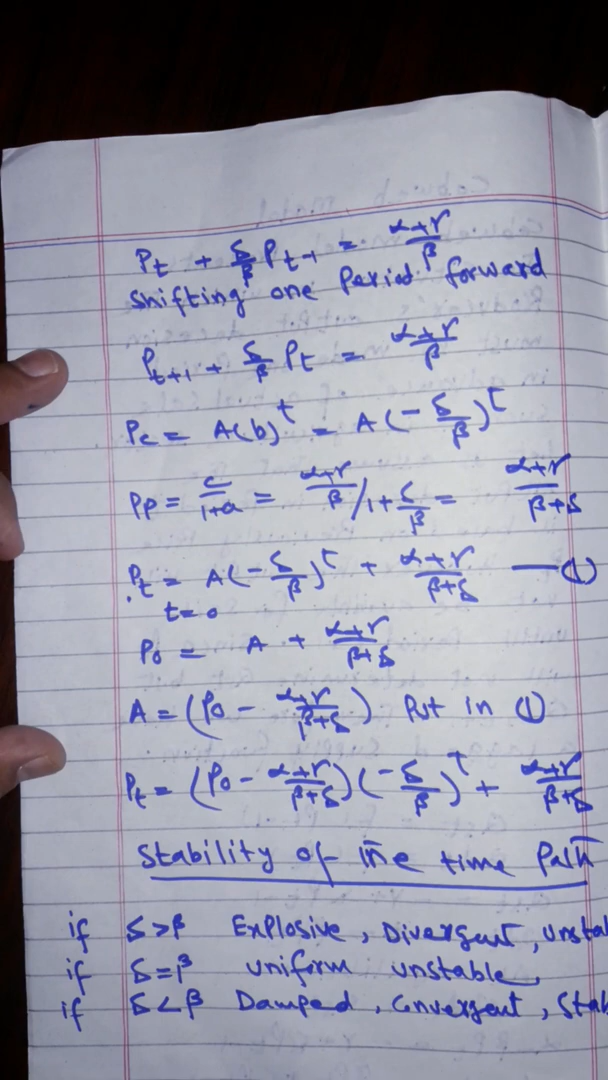 Pt + δ/β Pt-1 = α+γ/β
Shifting one Period forward
Pt+1 + δ/β Pt = α+γ/β
Pc = A(b)^t = A(-δ/β)^t
Pp = c/1+a = α+γ/β / 1+δ/β = α+γ/β+δ
Pt = A(-δ/β)^t + α+γ/β+δ — (1)
t=0
P0 = A + α+γ/β+δ
A = (P0 - α+γ/β+δ) Put in (1)
Pt = (P0 - α+γ/β+δ)(-δ/β)^t + α+γ/β+δ
Stability of the time Path
if δ>β Explosive, Divergent, unsta
if δ=β uniform unstable,
if δ<β Damped, Convergent, Stab